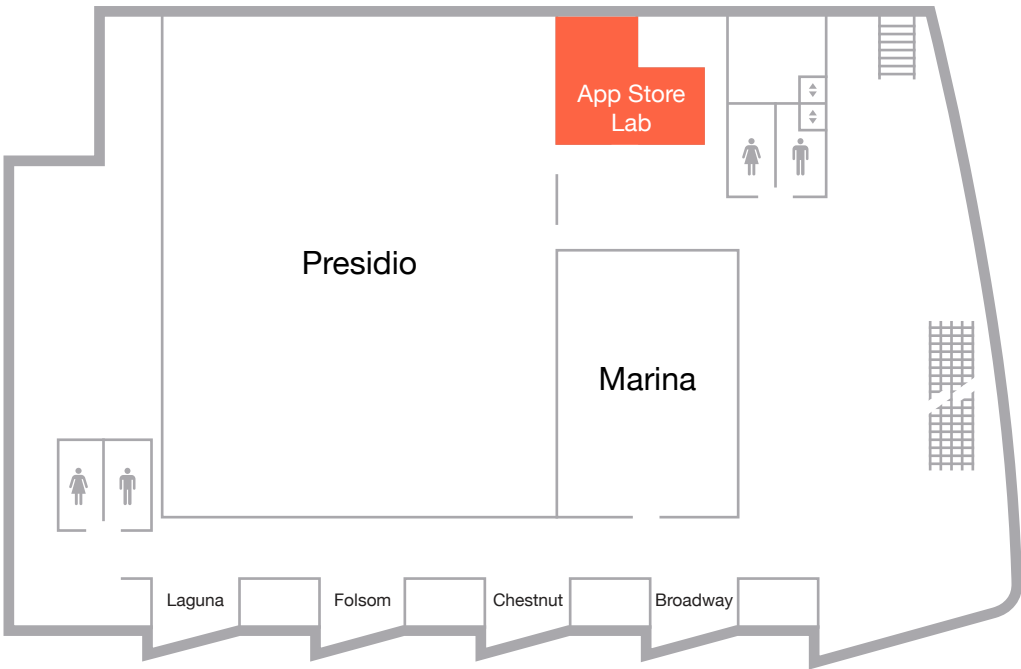 App Store
Lab
Presidio
Marina
Laguna
Folsom
Chestnut
Broadway